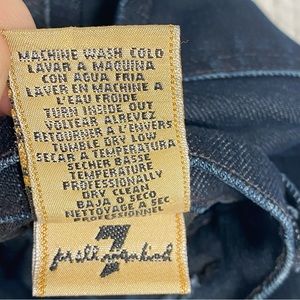 MACHINE WASH COLD
LAVAR A MAQUINA
CON AGUA FRIA
LAVER EN MACHINE A
L'EAU FROIDE
TURN INSIDE OUT
VOLTEAR ALREVEZ
RETOURNER A L'ENVERS
TUMBLE DRY LOW
SECAR A TEMPERATURA
SECHER BASSE
TEMPERATURE
PROFESSIONALLY
DRY CLEAN
BAJA O SECO
NETTOYAGE A SEC
PROFESSIONNEL
7
for all mankind